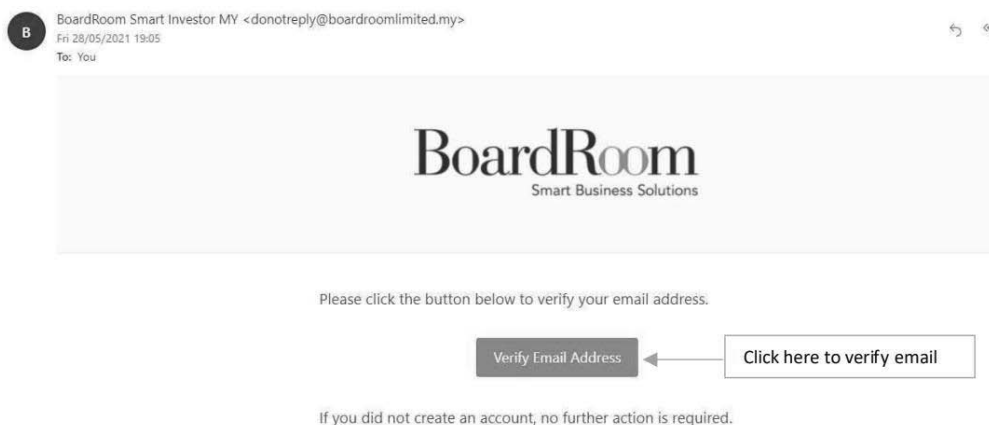 B
BoardRoom Smart Investor MY <donotreply@boardroomlimited.my>
Fri 28/05/2021 19:05
To: You
BoardRoom
Smart Business Solutions
Please click the button below to verify your email address.
Verify Email Address
Click here to verify email
If you did not create an account, no further action is required.